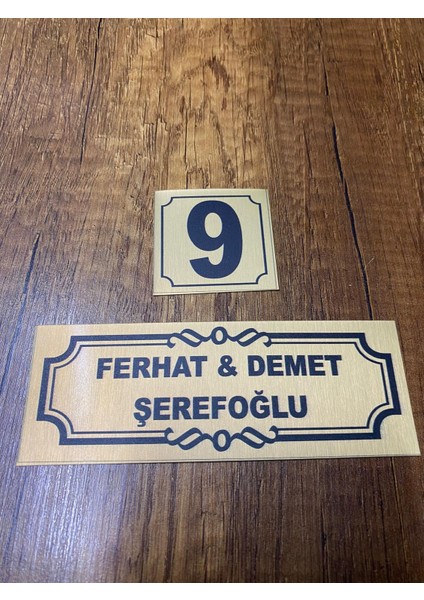 9
FERHAT & DEMET
ŞEREFOĞLU